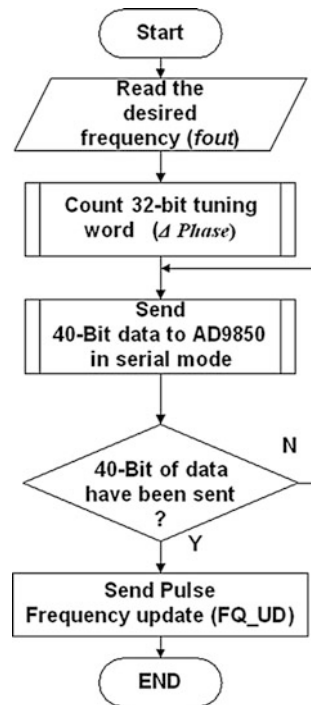 Start
Read the
desired
frequency (fout)
Count 32-bit tuning
word (Δ Phase)
Send
40-Bit data to AD9850
in serial mode
40-Bit of data
have been sent
?
N
Y
Send Pulse
Frequency update (FQ_UD)
END